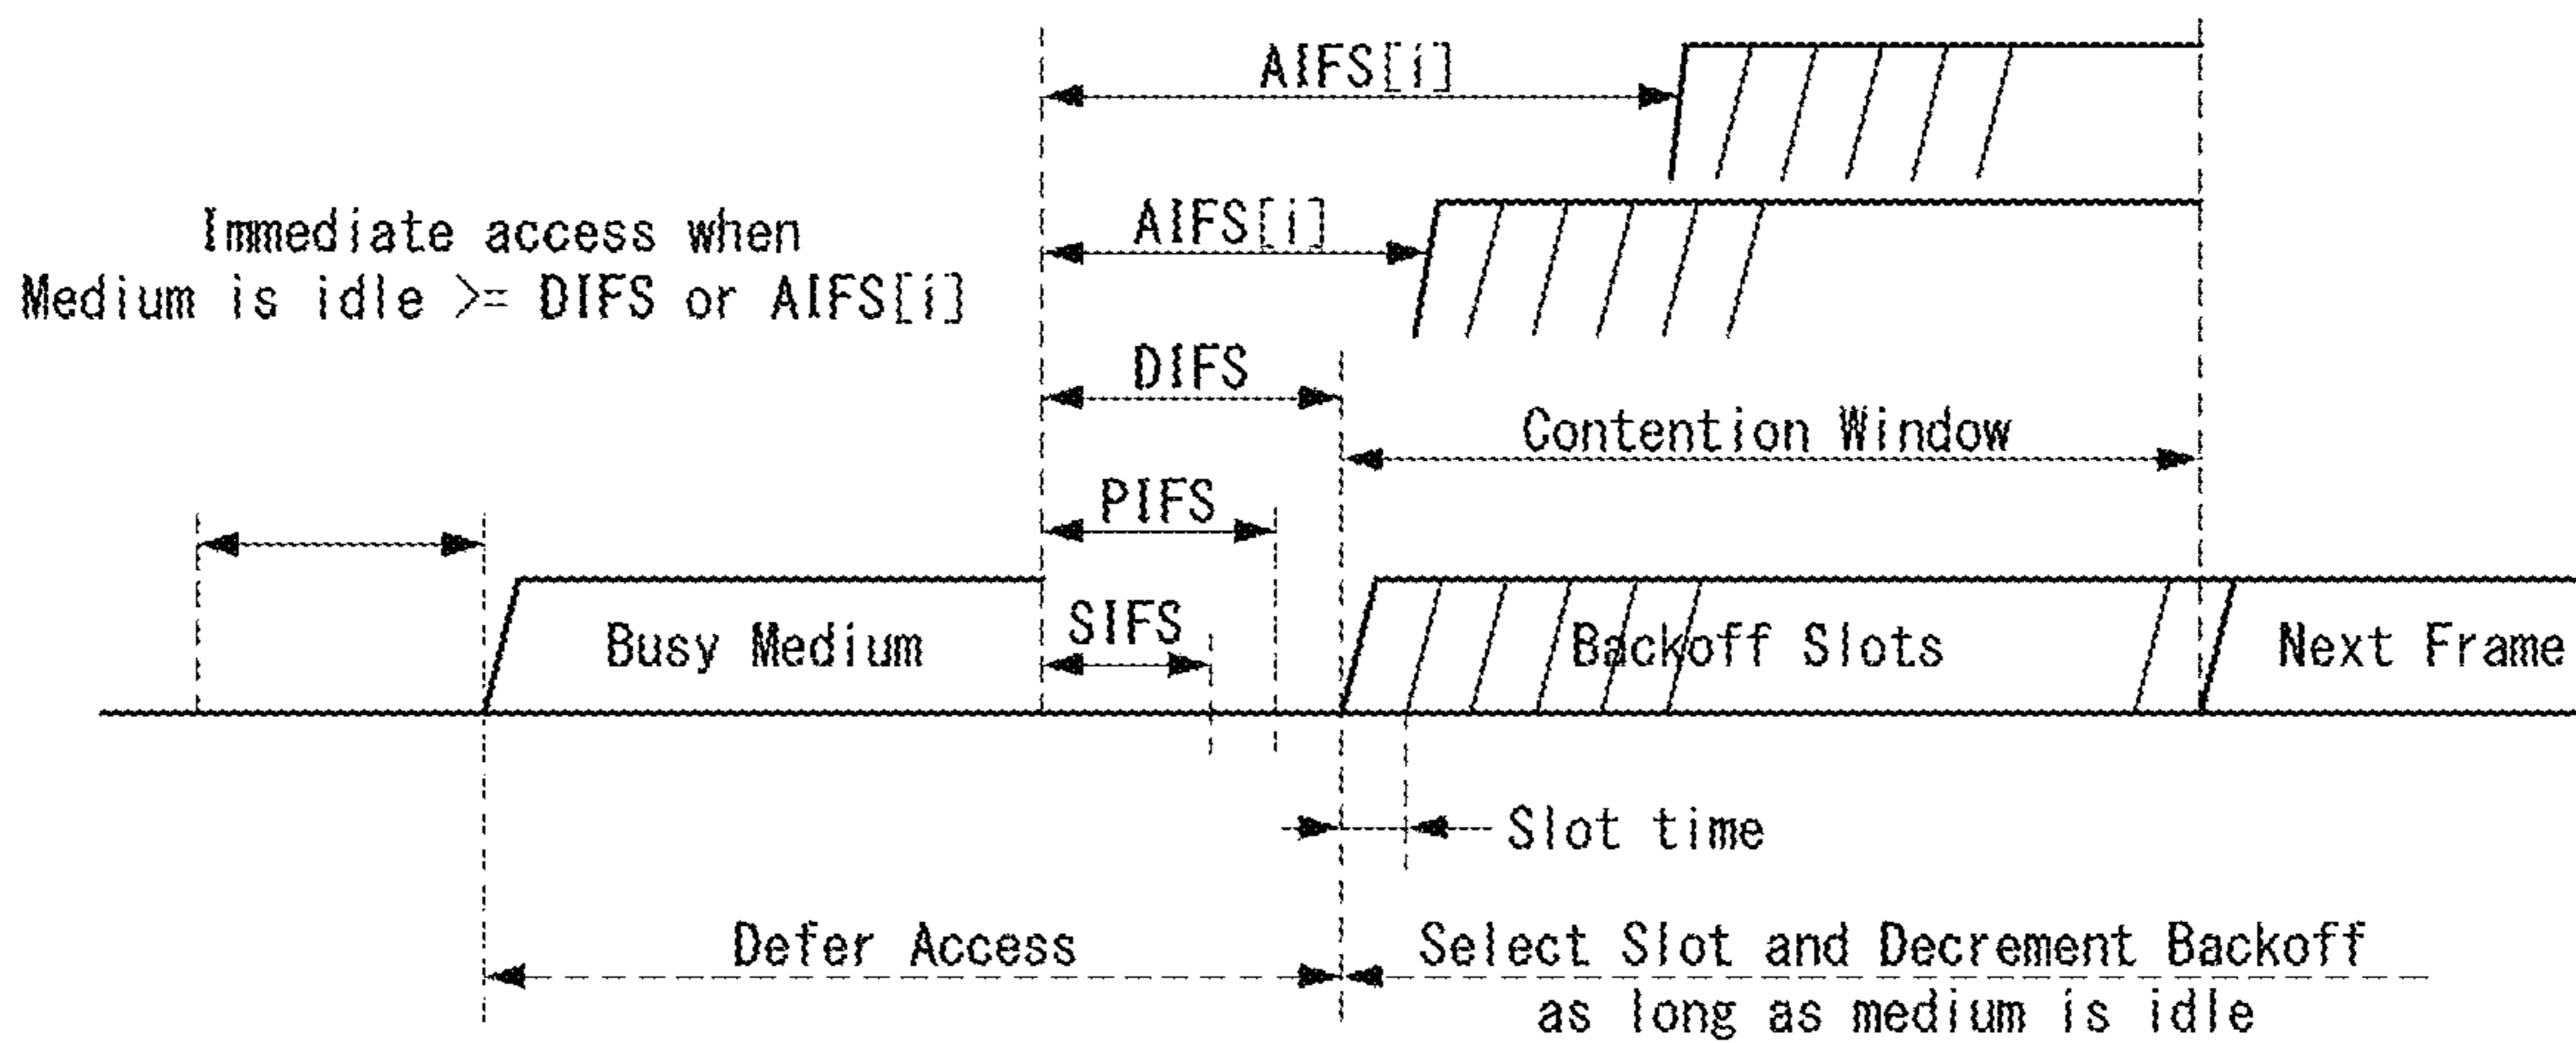 AIFS[i]
AIFS[i]
Immediate access when
Medium is idle >= DIFS or AIFS[i]
DIFS
Contention Window
PIFS
SIFS
Busy Medium
Backoff Slots
Next Frame
Slot time
Defer Access
Select Slot and Decrement Backoff
as long as medium is idle